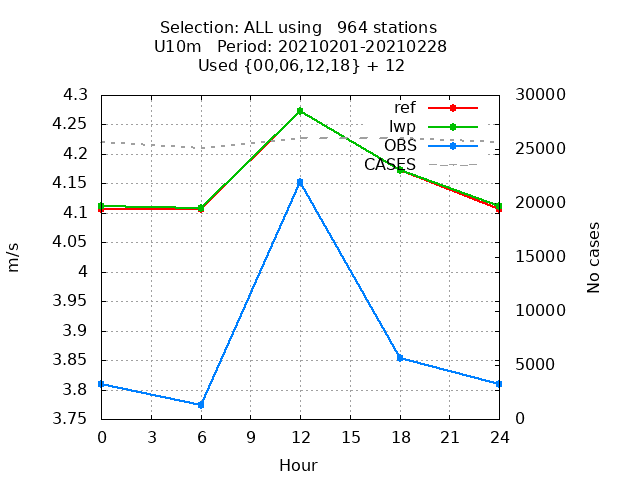 Selection: ALL using   964 stations
U10m   Period: 20210201-20210228
Used {00,06,12,18} + 12
ref
lwp
OBS
CASES
4.3
4.25
4.2
4.15
4.1
4.05
4
3.95
3.9
3.85
3.8
3.75
30000
25000
20000
15000
10000
5000
0
m/s
No cases
0 3 6 9 12 15 18 21 24
Hour